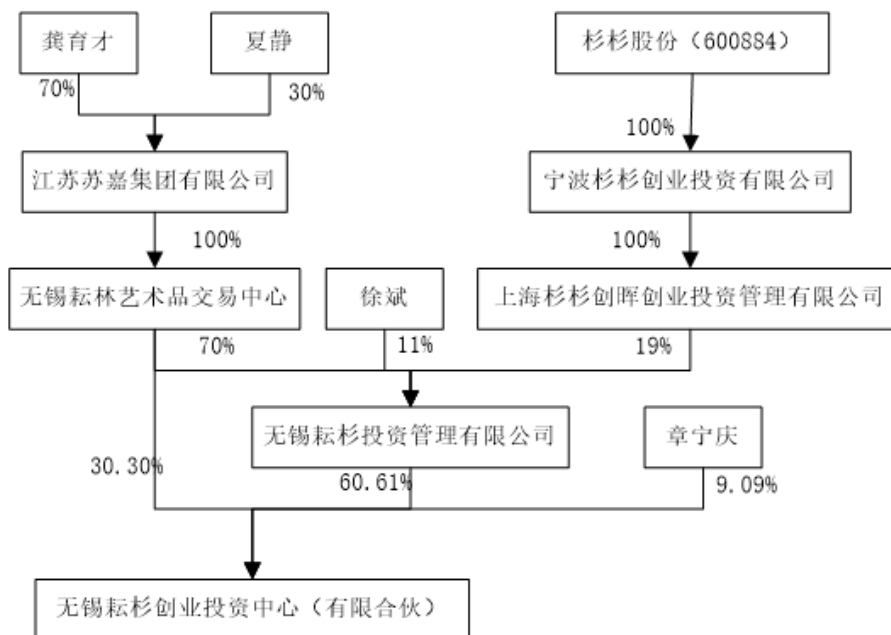 龚育才
夏静
杉杉股份（600884）
70%
30%
100%
江苏苏嘉集团有限公司
宁波杉杉创业投资有限公司
100%
100%
无锡耘林艺术品交易中心
徐斌
上海杉杉创晖创业投资管理有限公司
70%
11%
19%
无锡耘杉投资管理有限公司
章宁庆
30.30%
60.61%
9.09%
无锡耘杉创业投资中心（有限合伙）